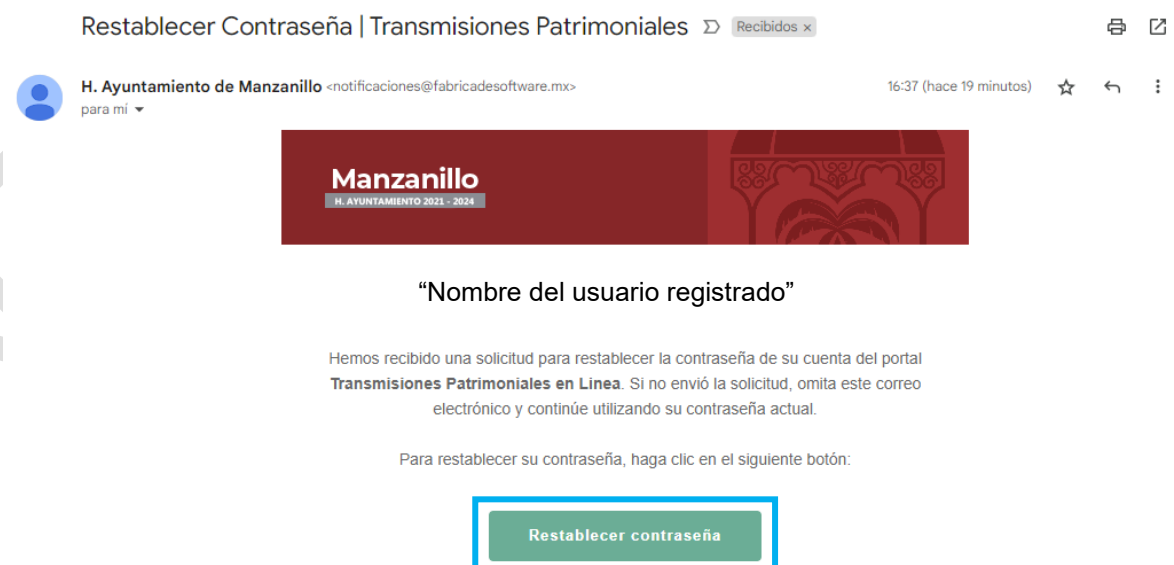 Restablecer Contraseña | Transmisiones Patrimoniales Recibidos ×
H. Ayuntamiento de Manzanillo <notificaciones@fabricadesoftware.mx> 16:37 (hace 19 minutos)
para mí
Manzanillo
H. AYUNTAMIENTO 2021 - 2024
“Nombre del usuario registrado”
Hemos recibido una solicitud para restablecer la contraseña de su cuenta del portal
Transmisiones Patrimoniales en Linea. Si no envió la solicitud, omita este correo
electrónico y continúe utilizando su contraseña actual.
Para restablecer su contraseña, haga clic en el siguiente botón:
Restablecer contraseña